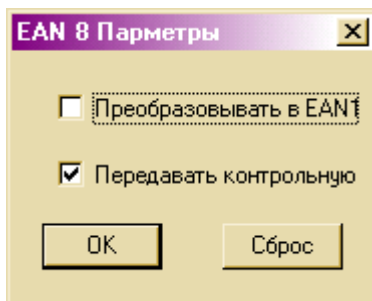 EAN 8 Парметры
Преобразовывать в EAN1
Передавать контрольную
OK
Сброс